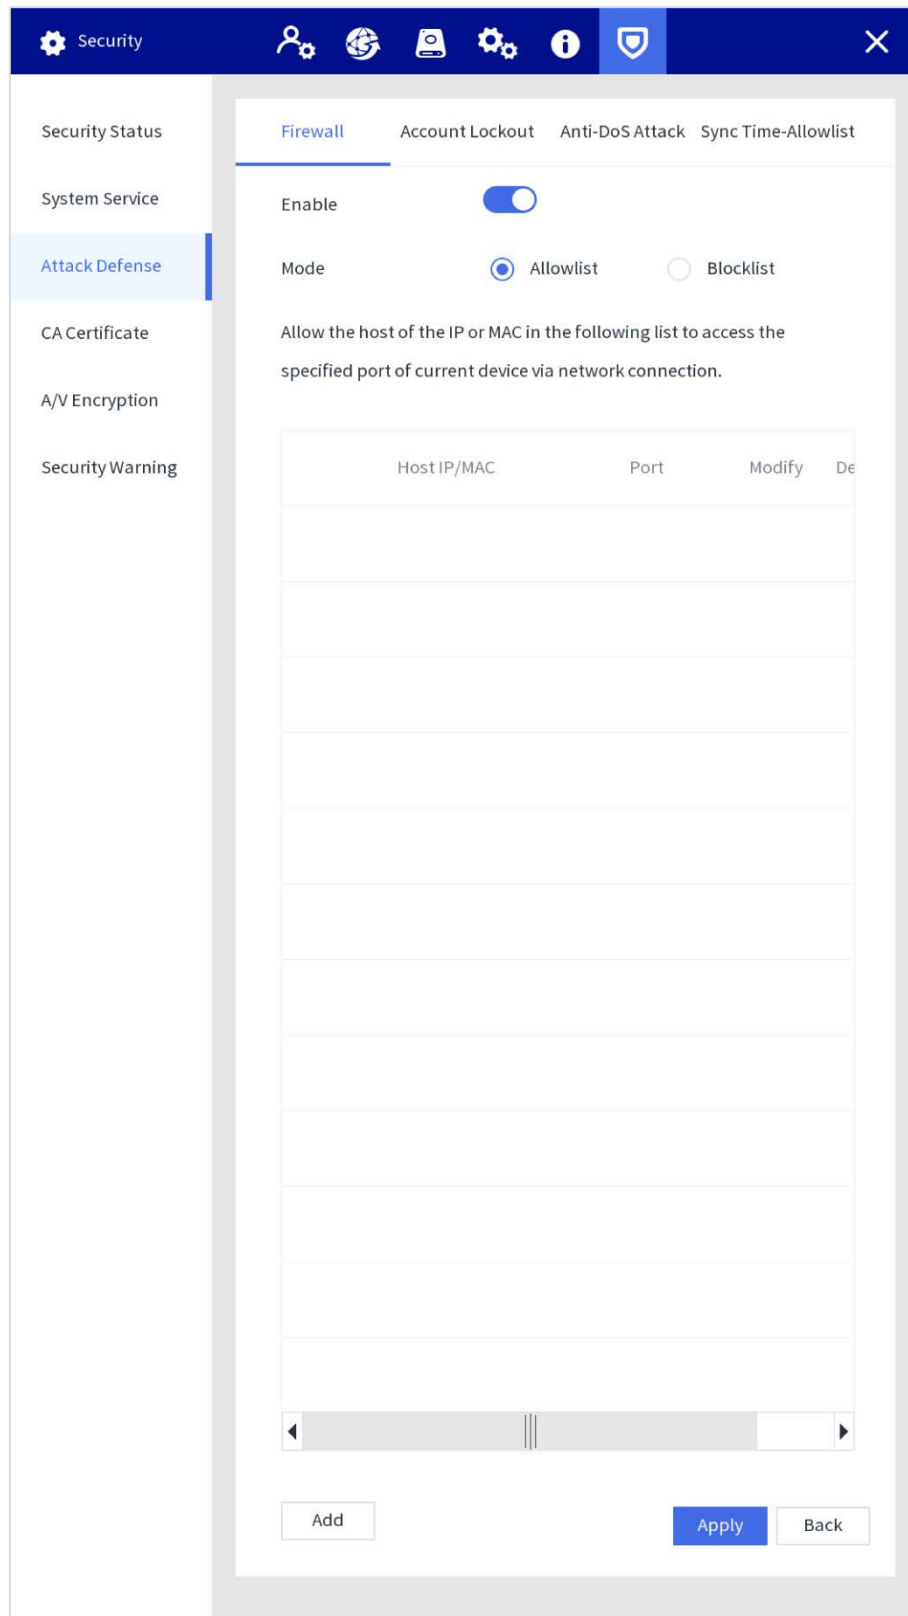 Security
Security Status
System Service
Attack Defense
CA Certificate
A/V Encryption
Security Warning
Firewall Account Lockout Anti-DoS Attack Sync Time-Allowlist
Enable
Mode Allowlist Blocklist
Allow the host of the IP or MAC in the following list to access the
specified port of current device via network connection.
Host IP/MAC Port Modify De
Add Apply Back